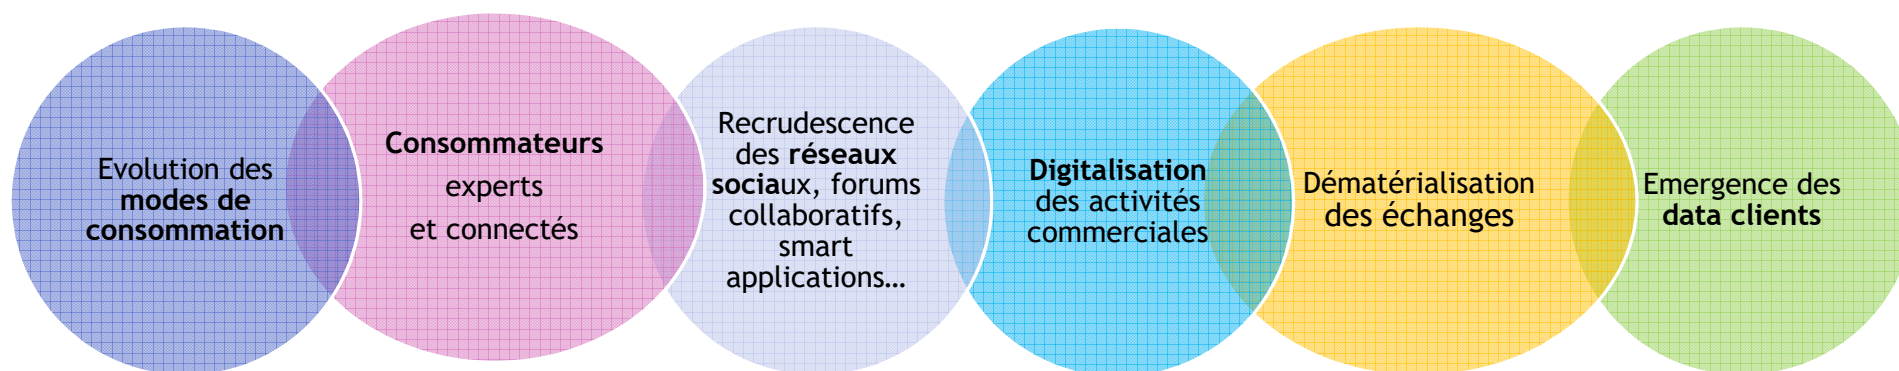 Evolution des
modes de
consommation
Consommateurs
experts
et connectés
Recrudescence
des réseaux
sociaux, forums
collaboratifs,
smart
applications…
Digitalisation
des activités
commerciales
Dématérialisation
des échanges
Emergence des
data clients